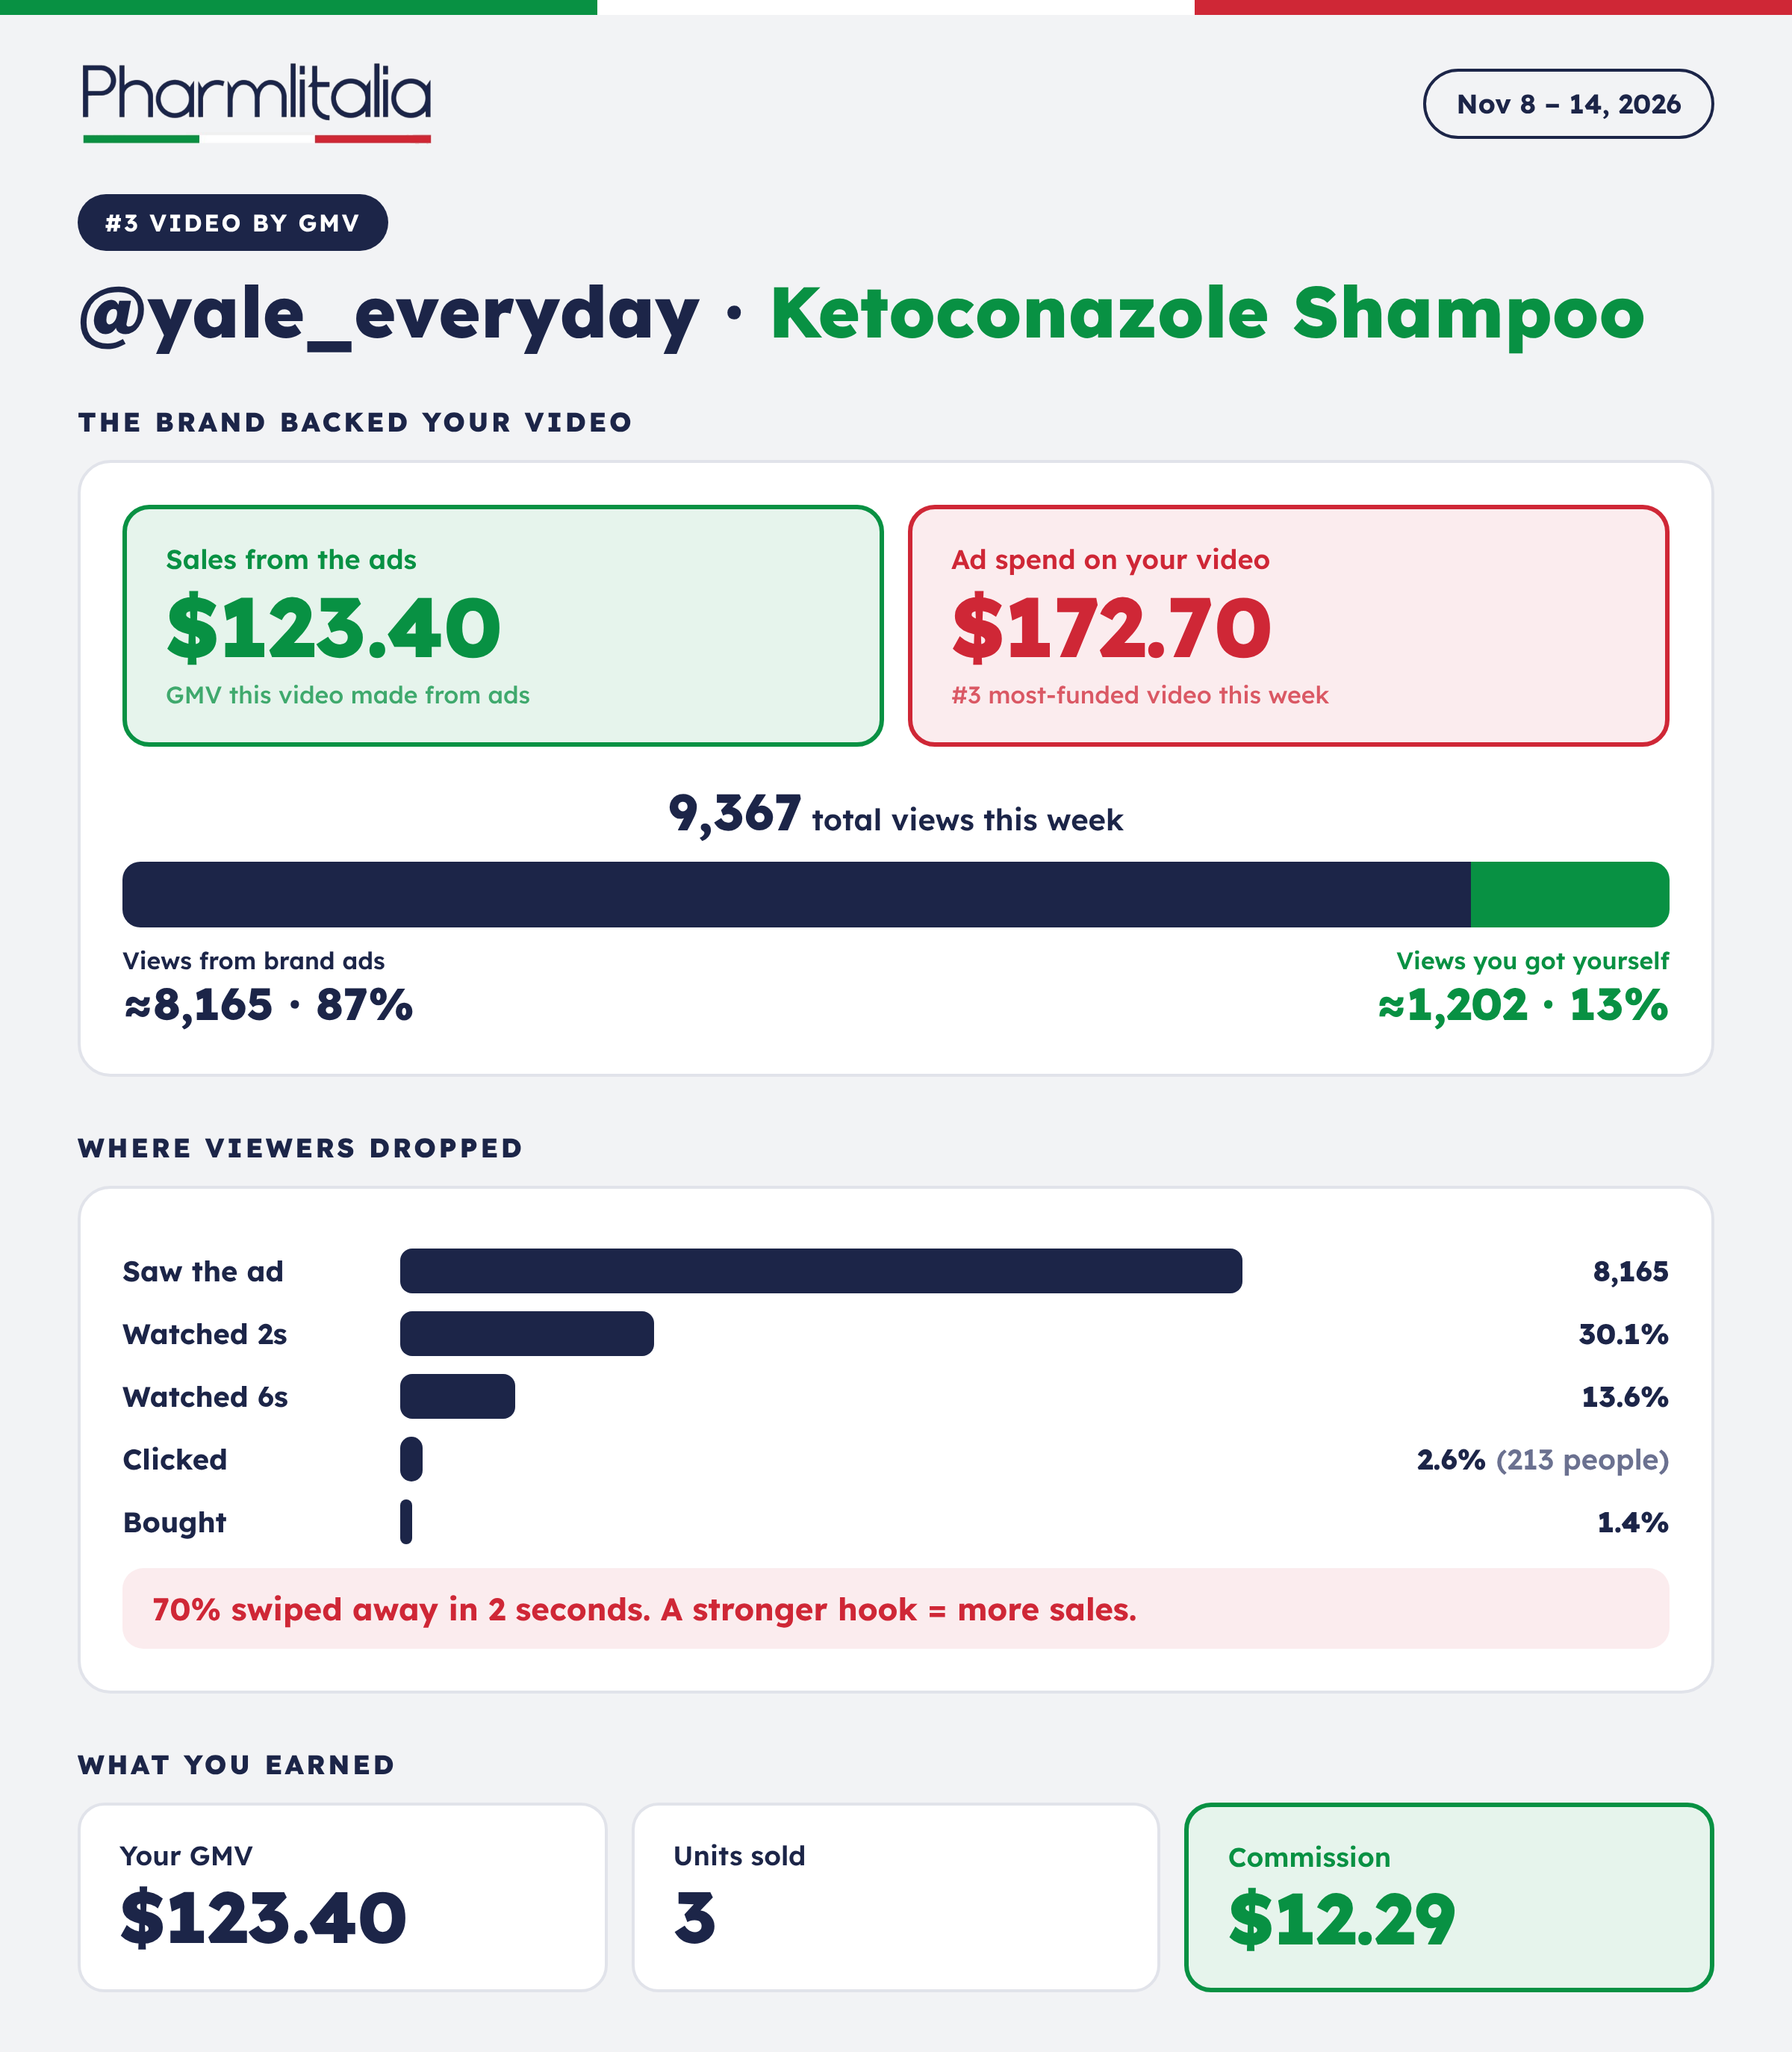 Pharmlitalia
Nov 8 – 14, 2026
#3 VIDEO BY GMV
@yale_everyday · Ketoconazole Shampoo
THE BRAND BACKED YOUR VIDEO
Sales from the ads
$123.40
GMV this video made from ads
Ad spend on your video
$172.70
#3 most-funded video this week
9,367 total views this week
Views from brand ads
≈8,165 · 87%
Views you got yourself
≈1,202 · 13%
WHERE VIEWERS DROPPED
Saw the ad 8,165
Watched 2s 30.1%
Watched 6s 13.6%
Clicked 2.6% (213 people)
Bought 1.4%
70% swiped away in 2 seconds. A stronger hook = more sales.
WHAT YOU EARNED
Your GMV
$123.40
Units sold
3
Commission
$12.29